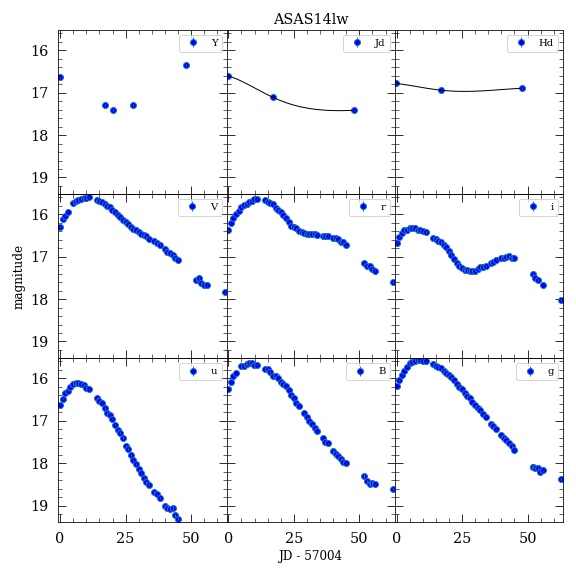 ASAS14lw
Y
Jd
Hd
16
17
18
19
V
r
i
16
17
18
19
magnitude
u
B
g
16
17
18
19
0 25 50 0 25 50 0 25 50
JD - 57004